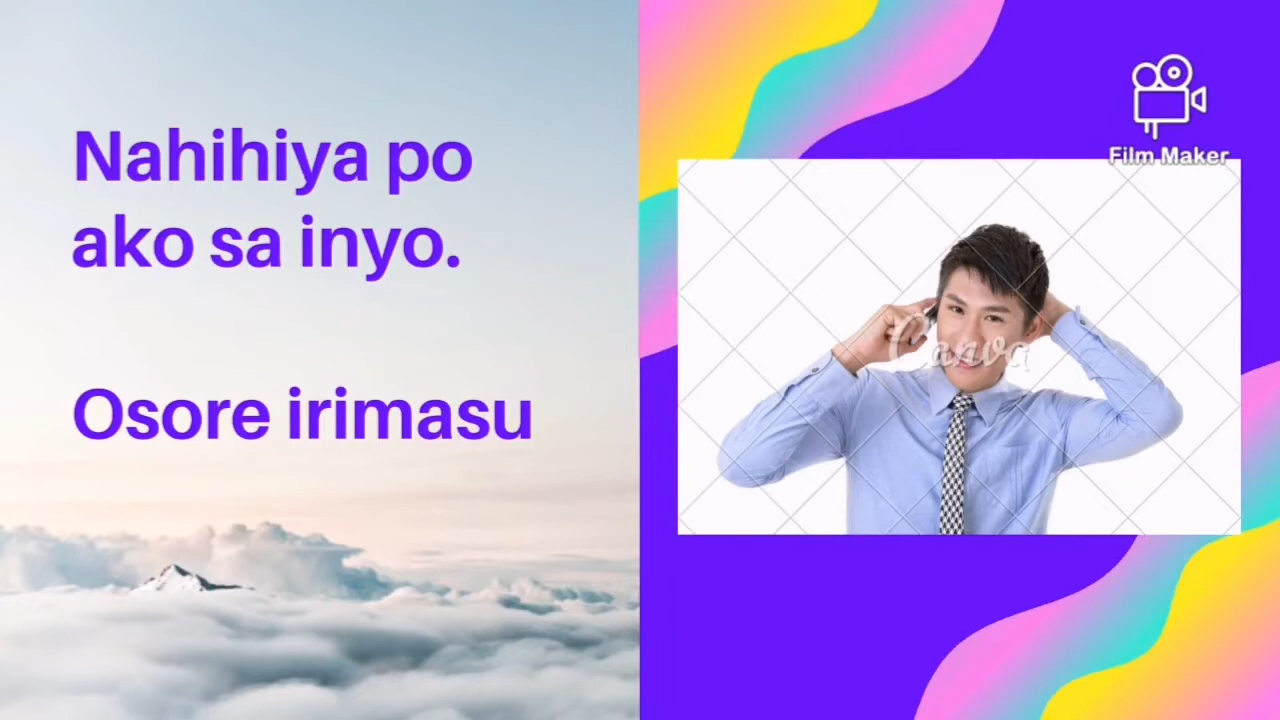 Nahihiya po
ako sa inyo.
Osore irimasu
Film Maker
Canva